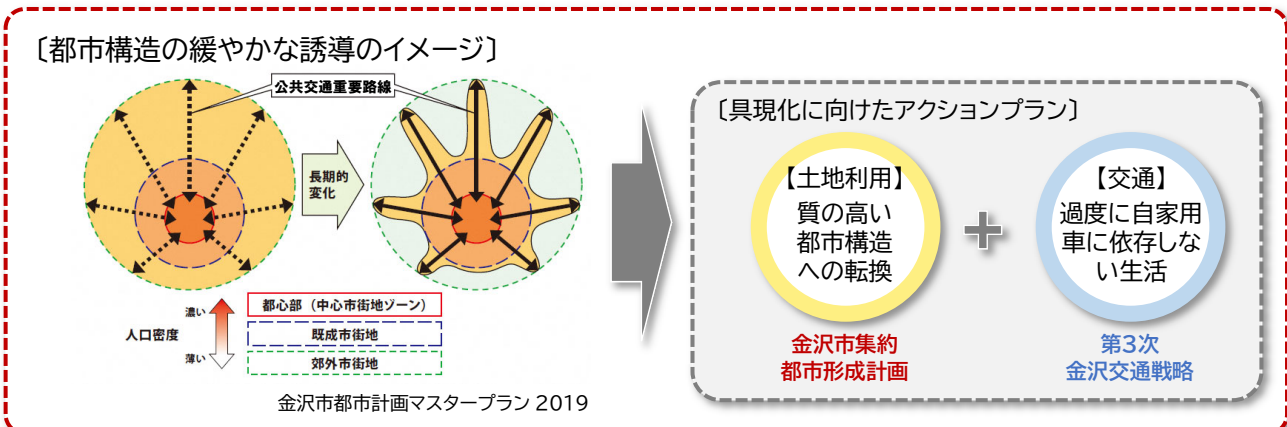 〔都市構造の緩やかな誘導のイメージ〕
公共交通重要路線
長期的
変化
人口密度
濃い
薄い
都心部（中心市街地ゾーン）
既成市街地
郊外市街地
金沢市都市計画マスタープラン 2019
〔具現化に向けたアクションプラン〕
【土地利用】
質の高い
都市構造
への転換
金沢市集約
都市形成計画
【交通】
過度に自家用
車に依存しな
い生活
第3次
金沢交通戦略